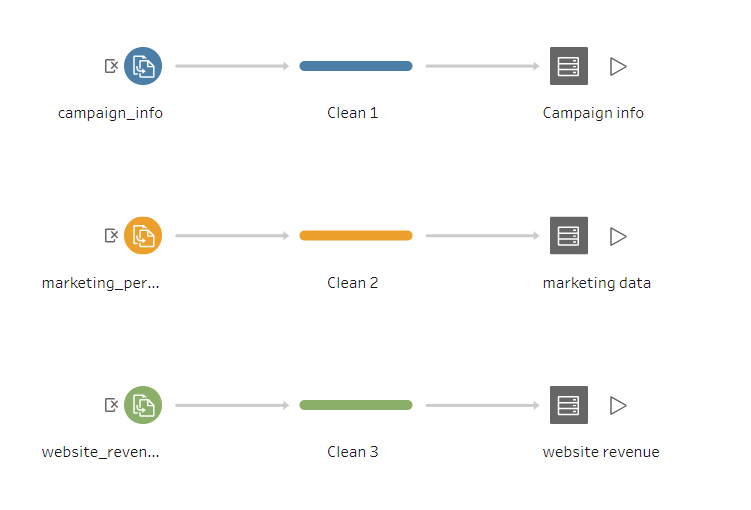 campaign_info
Clean 1
Campaign info
marketing_per...
Clean 2
marketing data
website_reven...
Clean 3
website revenue